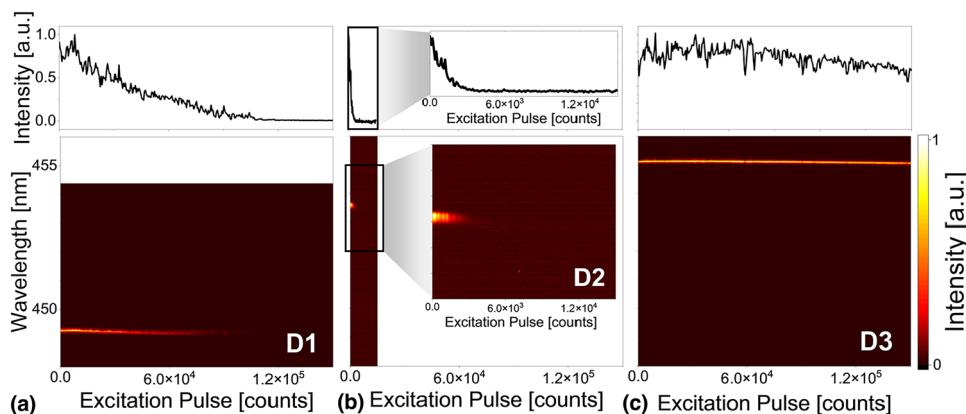 Intensity [a.u.]
1.0
0.5
0.0
0.0 6.0×10³ 1.2×10⁴
Excitation Pulse [counts]
Wavelength [nm]
455
450
D1
0.0 6.0×10⁴ 1.2×10⁵
(a) Excitation Pulse [counts]
D2
0.0 6.0×10³ 1.2×10⁴
Excitation Pulse [counts]
0.0 6.0×10⁴ 1.2×10⁵
(b) Excitation Pulse [counts]
D3
0.0 6.0×10⁴ 1.2×10⁵
(c) Excitation Pulse [counts]
1
0
Intensity [a.u.]